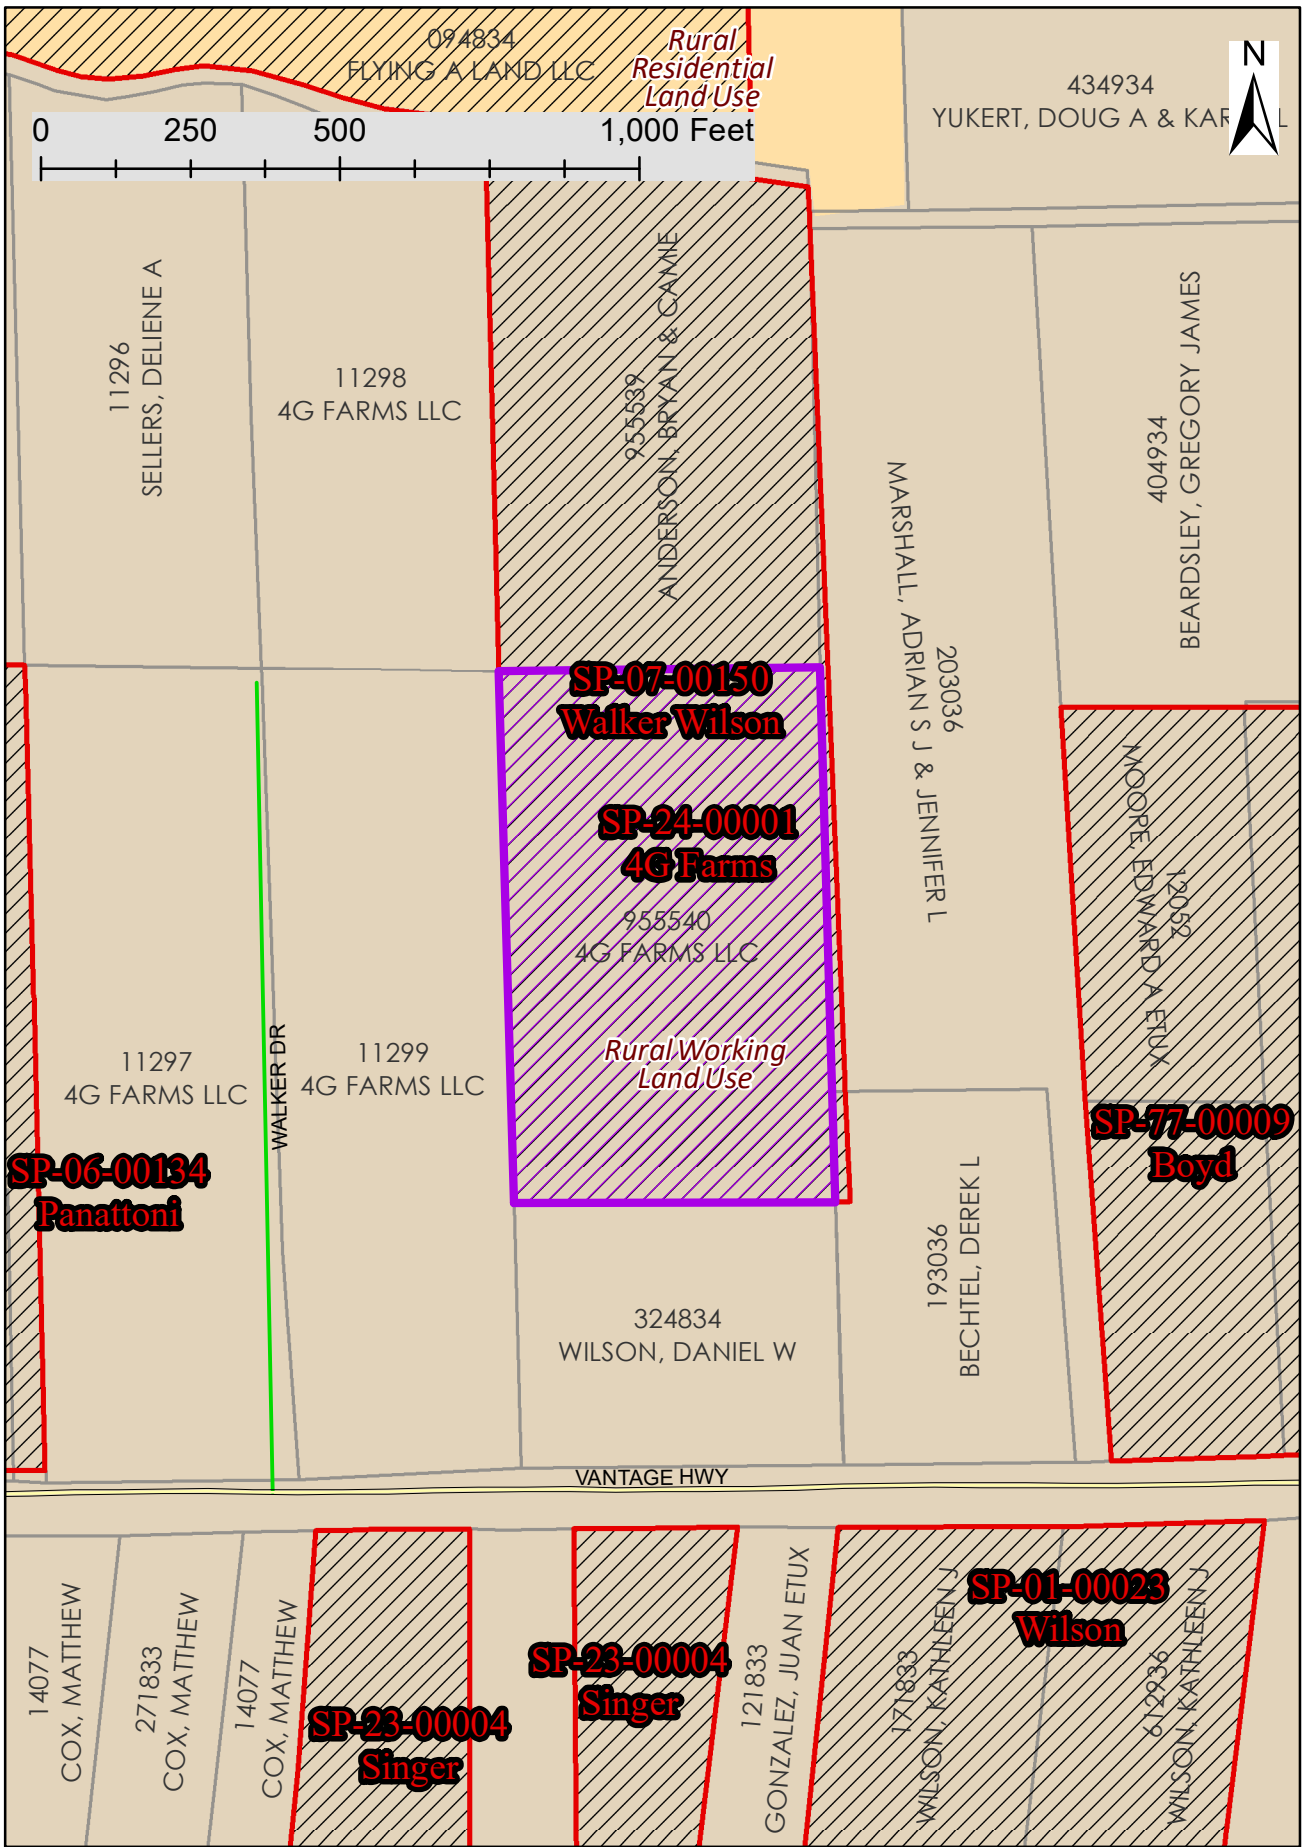 094834
FLYING A LAND LLC
Rural
Residential
Land Use
434934
YUKERT, DOUG A & KAR L
N
0 250 500 1,000 Feet
11296
SELLERS, DELIENE A
11298
4G FARMS LLC
955539
ANDERSON, BRYAN & CAMIE
203036
MARSHALL, ADRIAN S J & JENNIFER L
404934
BEARDSLEY, GREGORY JAMES
SP-07-00150
Walker Wilson
SP-24-00001
4G Farms
955540
4G FARMS LLC
Rural Working
Land Use
12052
MOORE, EDWARD A ETUX
11297
4G FARMS LLC
WALKER DR
11299
4G FARMS LLC
SP-06-00134
Panattoni
SP-77-00009
Boyd
193036
BECHTEL, DEREK L
324834
WILSON, DANIEL W
VANTAGE HWY
14077
COX, MATTHEW
271833
COX, MATTHEW
14077
COX, MATTHEW
SP-23-00004
Singer
SP-23-00004
Singer
121833
GONZALEZ, JUAN ETUX
171833
WILSON, KATHLEEN J
SP-01-00023
Wilson
612936
WILSON, KATHLEEN J